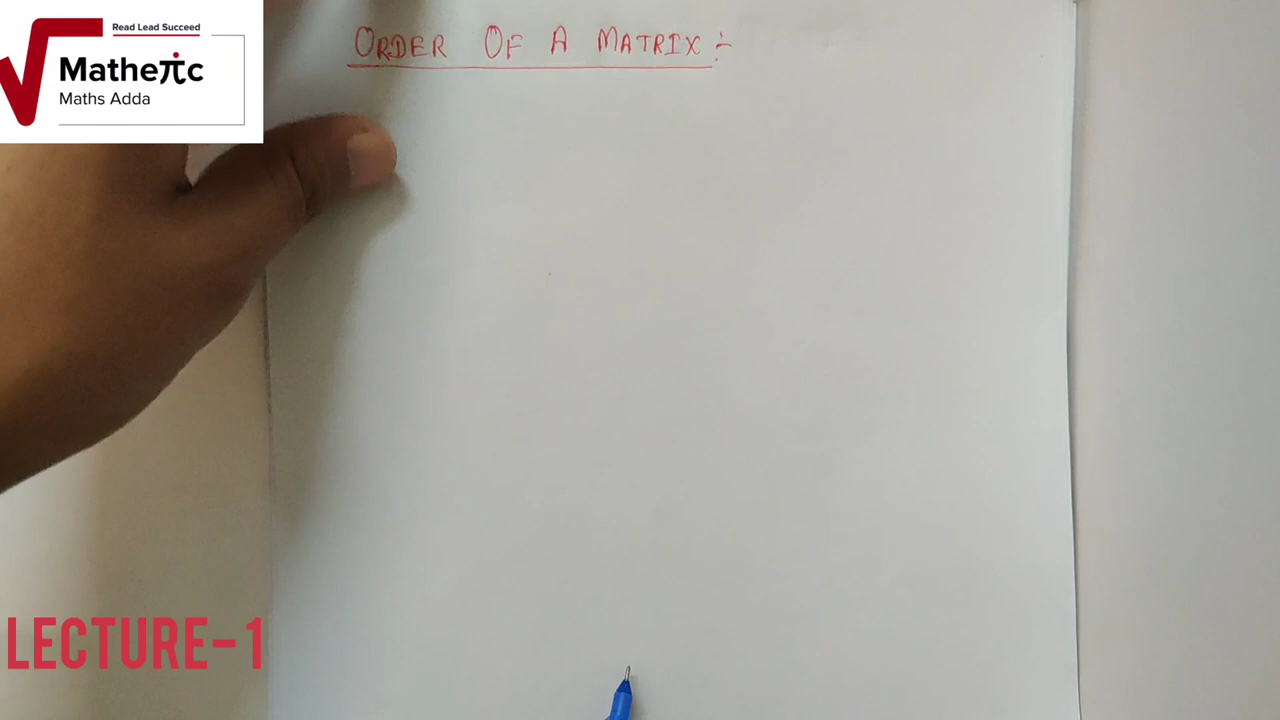 Read Lead Succeed
Matheπc
Maths Adda
ORDER OF A MATRIX :-
LECTURE-1